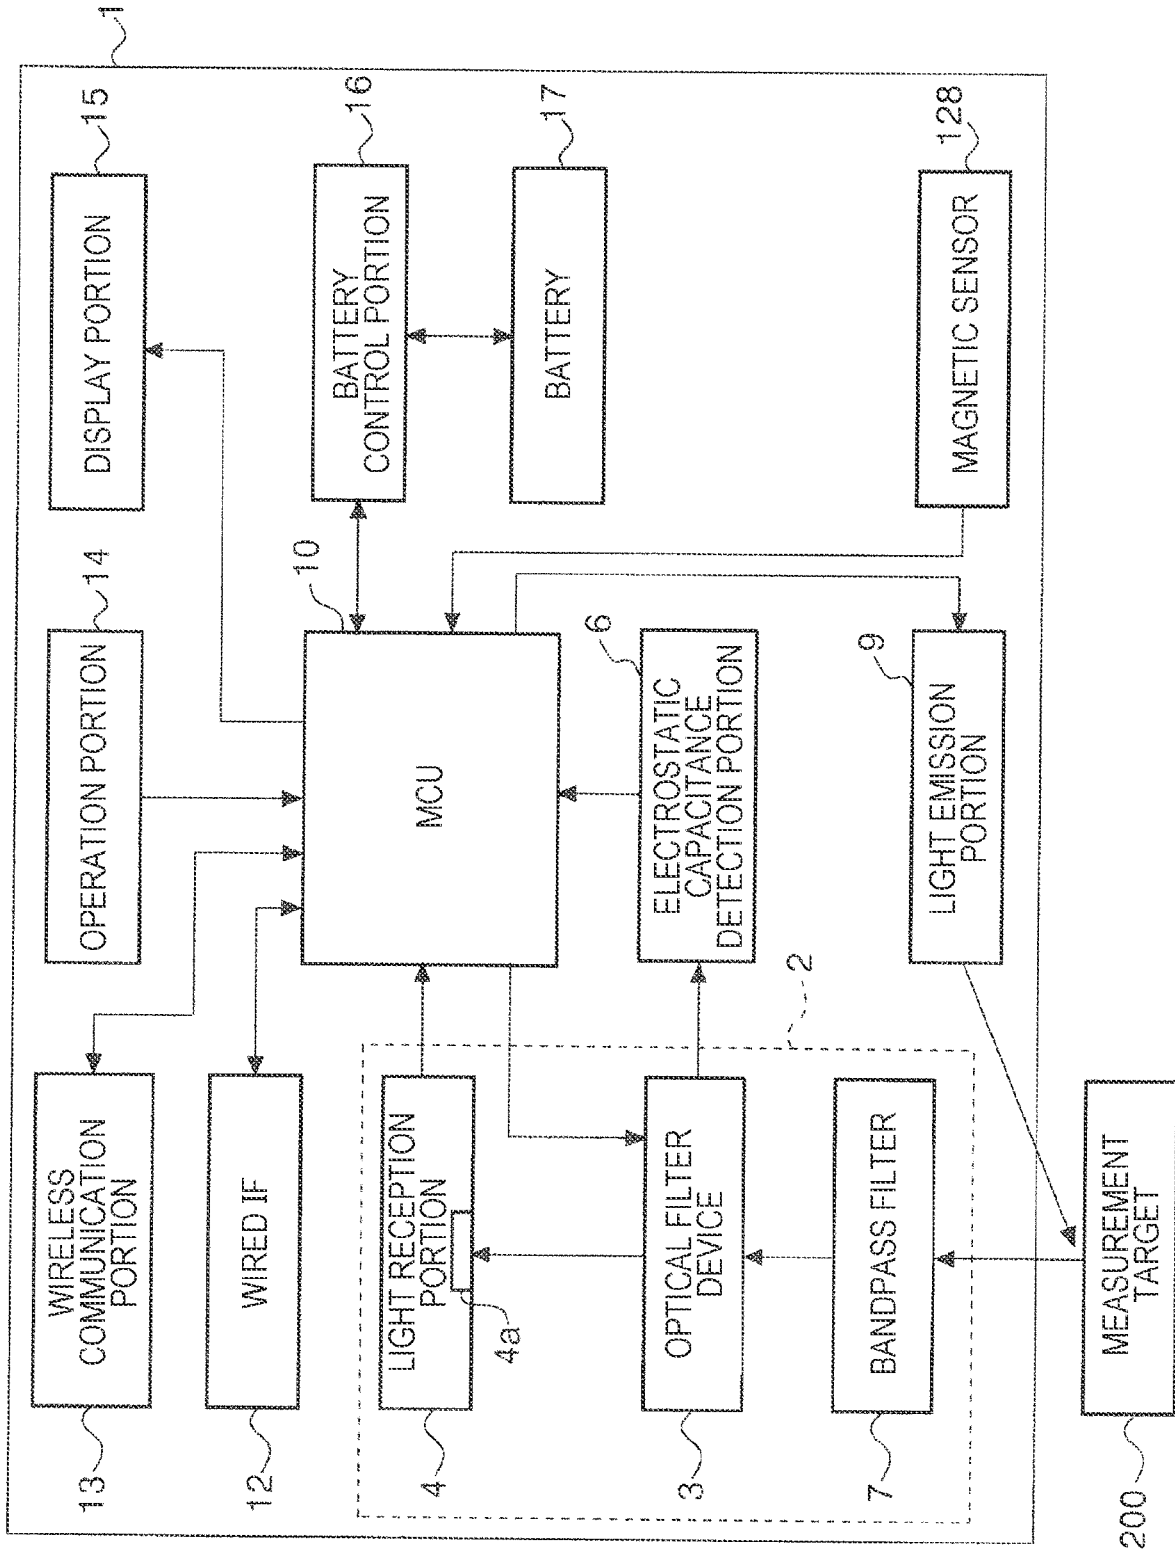 1
13
WIRELESS
COMMUNICATION
PORTION
OPERATION PORTION
14
DISPLAY PORTION
15
12
WIRED IF
MCU
10
BATTERY
CONTROL PORTION
16
BATTERY
17
4
LIGHT RECEPTION
PORTION
4a
3
OPTICAL FILTER
DEVICE
ELECTROSTATIC
CAPACITANCE
DETECTION PORTION
6
2
7
BANDPASS FILTER
LIGHT EMISSION
PORTION
9
MAGNETIC SENSOR
128
200
MEASUREMENT
TARGET